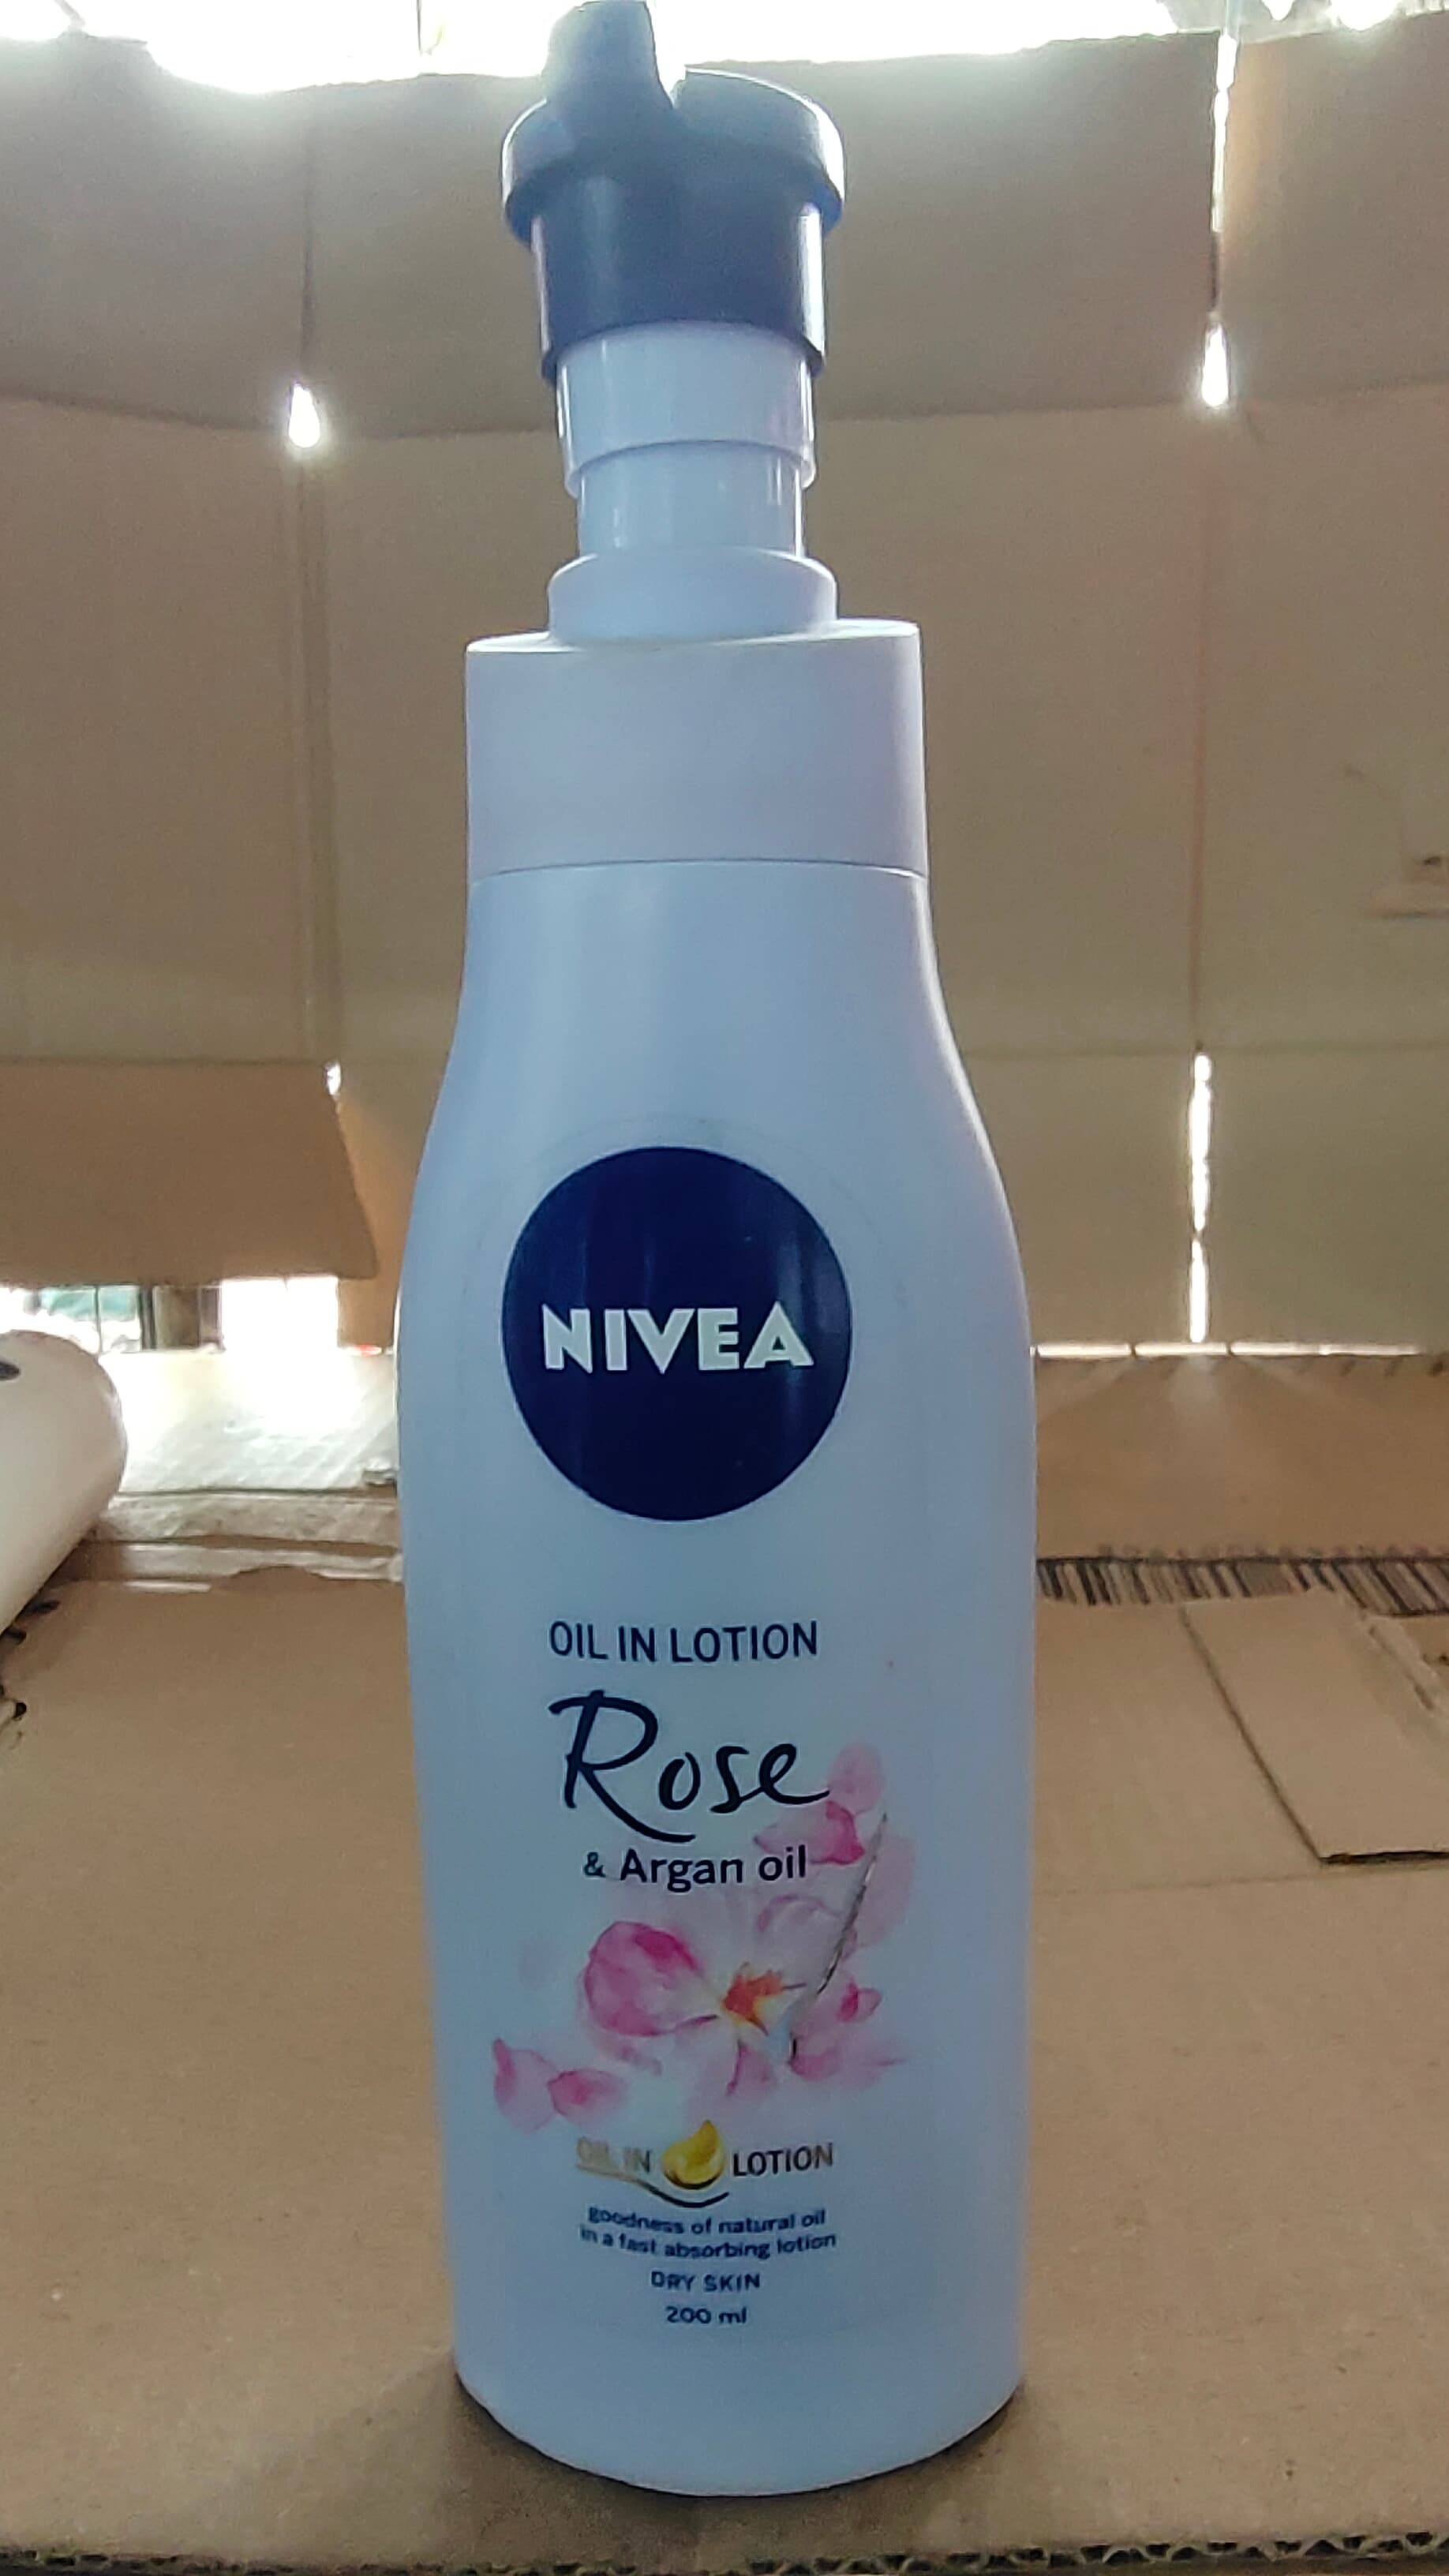 NIVEA
OIL IN LOTION
Rose
& Argan oil
OIL IN LOTION
goodness of natural oil
in a fast absorbing lotion
DRY SKIN
200 ml